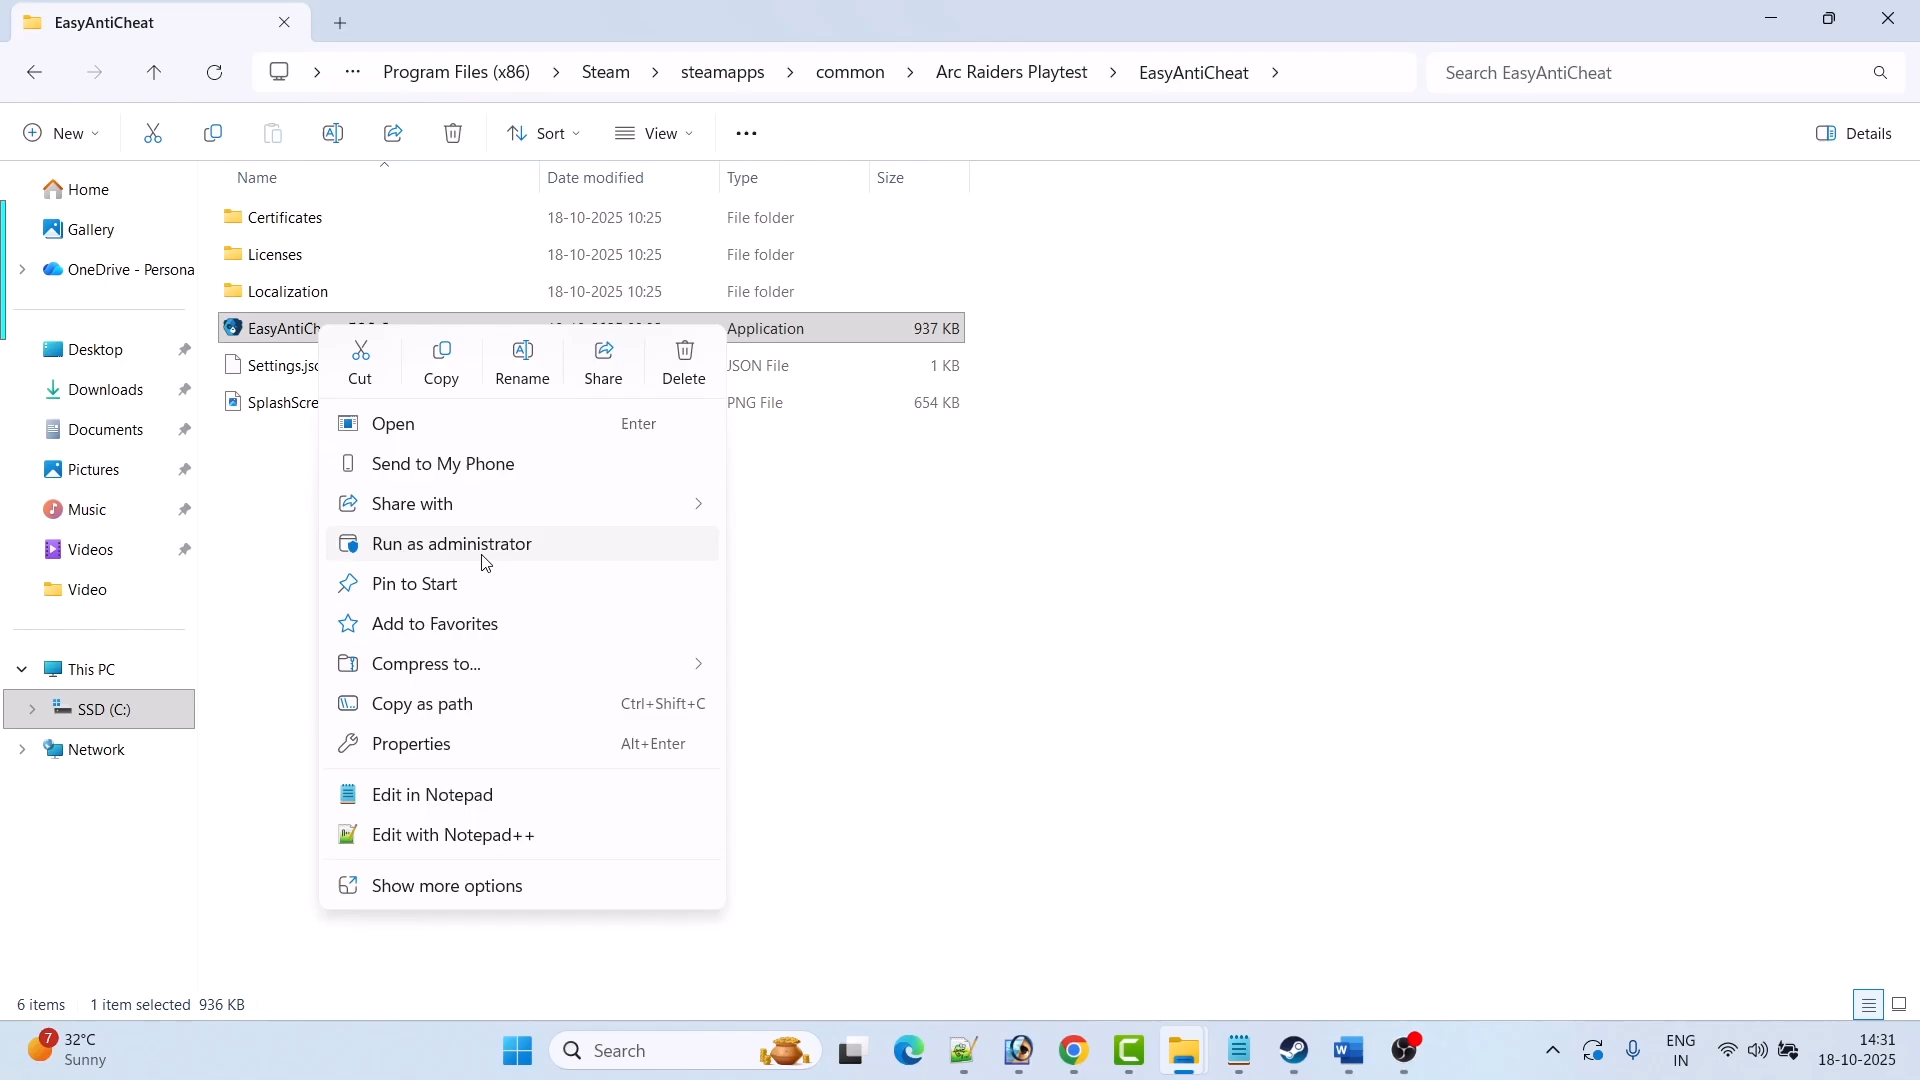 EasyAntiCheat
Program Files (x86) Steam steamapps common Arc Raiders Playtest EasyAntiCheat
Search EasyAntiCheat
New
Sort
View
Details
Name
Date modified
Type
Size
Home
Gallery
OneDrive - Persona
Desktop
Downloads
Documents
Pictures
Music
Videos
Video
This PC
SSD (C:)
Network
Certificates 18-10-2025 10:25 File folder
Licenses 18-10-2025 10:25 File folder
Localization 18-10-2025 10:25 File folder
EasyAntiCh Application 937 KB
Settings.jsc JSON File 1 KB
SplashScre PNG File 654 KB
Cut
Copy
Rename
Share
Delete
Open Enter
Send to My Phone
Share with
Run as administrator
Pin to Start
Add to Favorites
Compress to...
Copy as path Ctrl+Shift+C
Properties Alt+Enter
Edit in Notepad
Edit with Notepad++
Show more options
6 items 1 item selected 936 KB
7
32°C
Sunny
Search
ENG
IN
14:31
18-10-2025